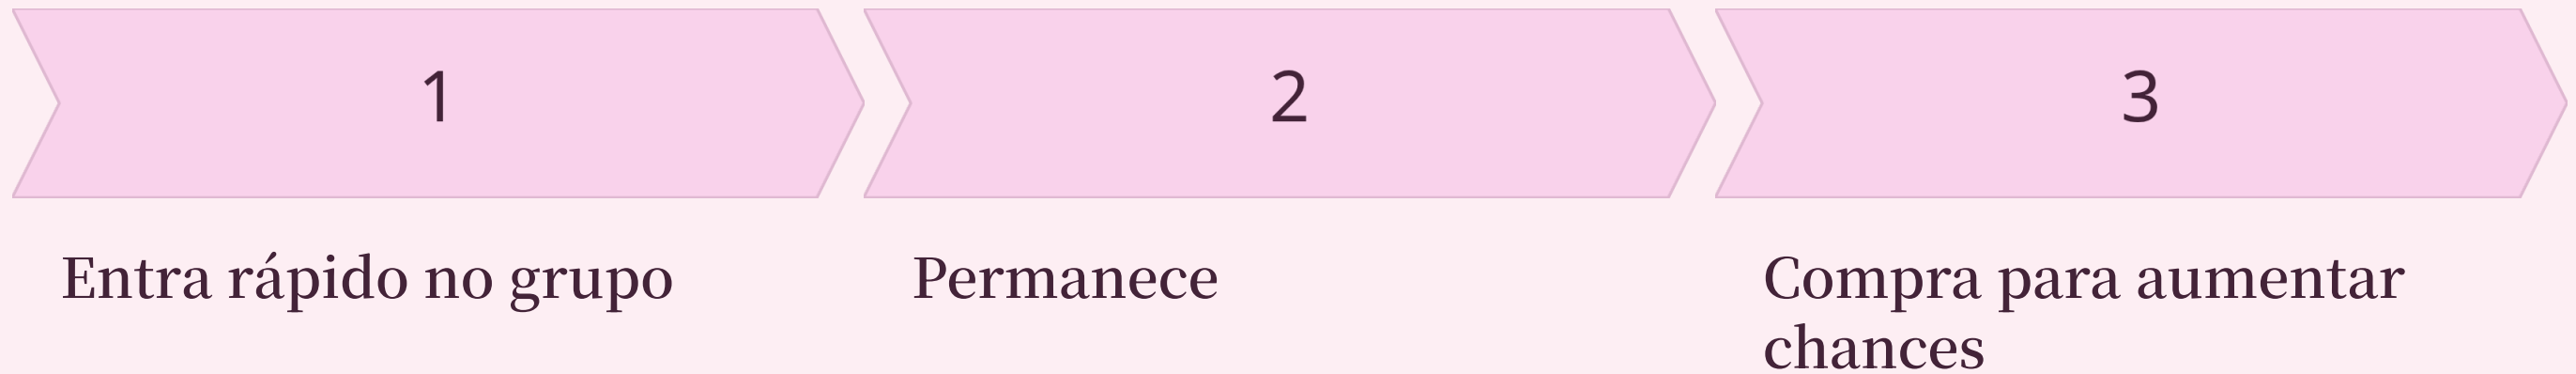 1
2
3
Entra rápido no grupo
Permanece
Compra para aumentar
chances